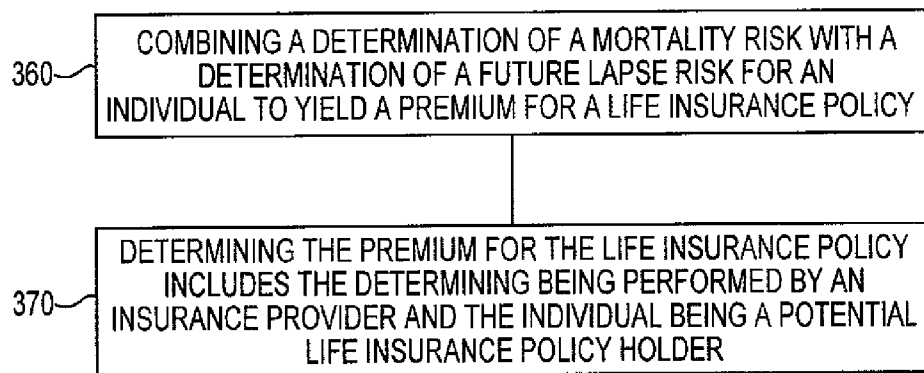 COMBINING A DETERMINATION OF A MORTALITY RISK WITH A
360
DETERMINATION OF A FUTURE LAPSE RISK FOR AN
INDIVIDUAL TO YIELD A PREMIUM FOR A LIFE INSURANCE POLICY
DETERMINING THE PREMIUM FOR THE LIFE INSURANCE POLICY
INCLUDES THE DETERMINING BEING PERFORMED BY AN
370
INSURANCE PROVIDER AND THE INDIVIDUAL BEING A POTENTIAL
LIFE INSURANCE POLICY HOLDER